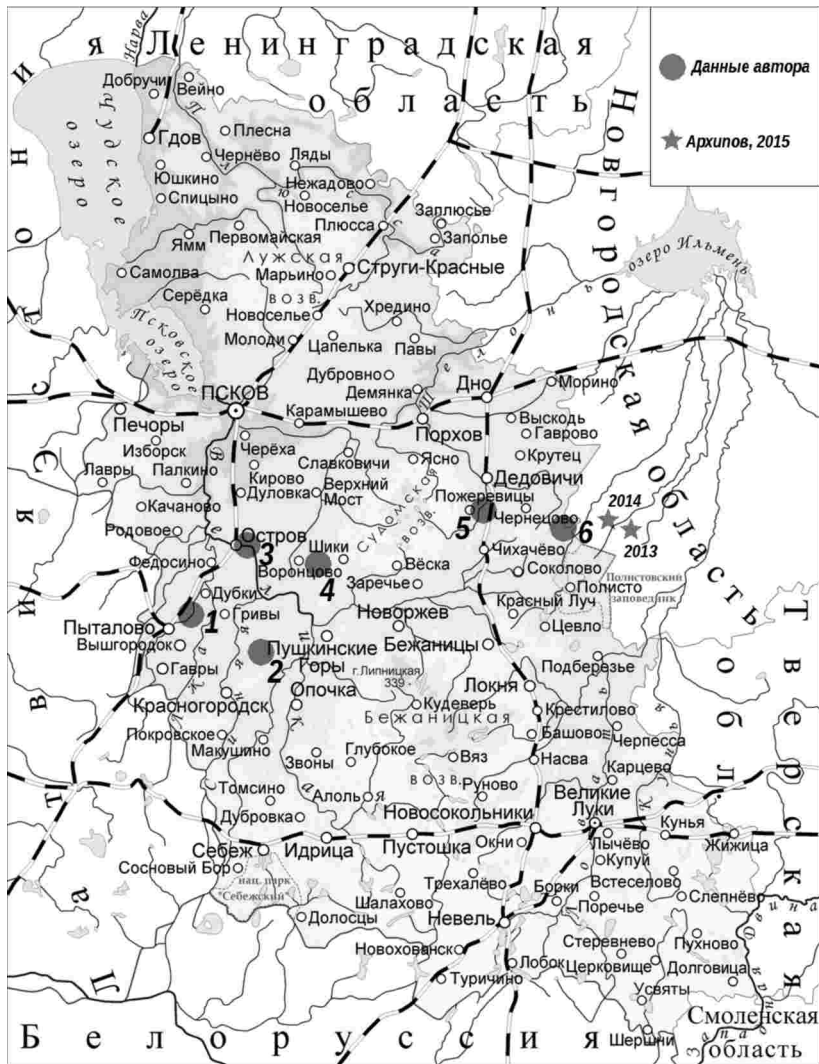 Ленинградская
область
Новгородская область
Тверская обл.
Смоленская
область
Белоруссия
Латвия
Эстония
Данные автора
Архипов, 2015
Нарва
Чудское
озеро
Добручи
Вейно
Плесна
Гдов
Чернёво
Ляды
Юшкино
Нежадово
Спицыно
Новоселье
Заплюсье
Плюсса
Ямм
Первомайская
Заполье
Лужская
возв.
озеро Ильмень
Самолва
Марьино
Струги-Красные
Серёдка
Хредино
Псковское
озеро
Новоселье
Молоди
Цапелька
Павы
Шелонь
Дубровно
ПСКОВ
Демянка
Дно
Морино
Карамышево
Печоры
Порхов
Выскодь
Гаврово
Изборск
Черёха
Славковичи
Ясно
Крутец
Лавры
Палкино
Кирово
Верхний
Мост
Дедовичи
Дуловка
Судомская
возв.
Пожеревицы
Качаново
Чернецово
2014
2013
5
6
Родовое
Остров
3
Шики
Чихачёво
Федосино
Воронцово
4
Вёска
Соколово
Заречье
Полистовский
заповедник
Полисто
Дубки
Гривы
Новоржев
Красный Луч
Пыталово
1
Цевло
Вышгородок
Пушкинские
Горы
Бежаницы
2
Гавры
г.Липницкая
339
Подберезье
Опочка
Локня
Красногородск
Кудеверь
Крестилово
Бежаницкая
возв.
Покровское
Макушино
Башово
Черпесса
Звоны
Глубокое
Вяз
Насва
Карцево
Томсино
Руново
Великие
Луки
Алоль
Дубровка
Новосокольники
Себеж
Идрица
Пустошка
Окни
Лычёво
Кунья
Жижица
Купуй
Сосновый Бор
нац. парк
"Себежский"
Трехалёво
Встеселово
Шалахово
Борки
Слепнёво
Долосцы
Невель
Поречье
Новохованск
Стеревнево
Пухново
Лобок
Церковище
Долговица
Туричино
Усвяты
Шершни